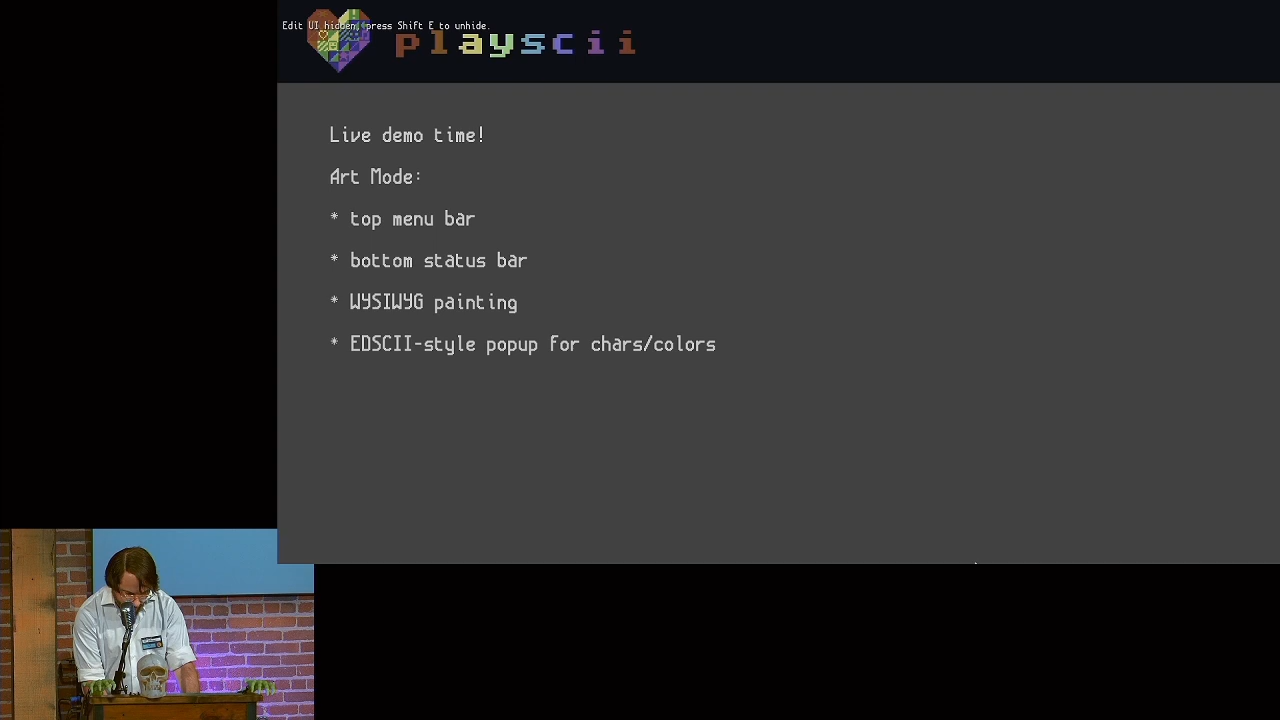 Edit UI hidden, press Shift E to unhide.
playscii
Live demo time!
Art Mode:
* top menu bar
* bottom status bar
* WYSIWYG painting
* EDSCII-style popup for chars/colors